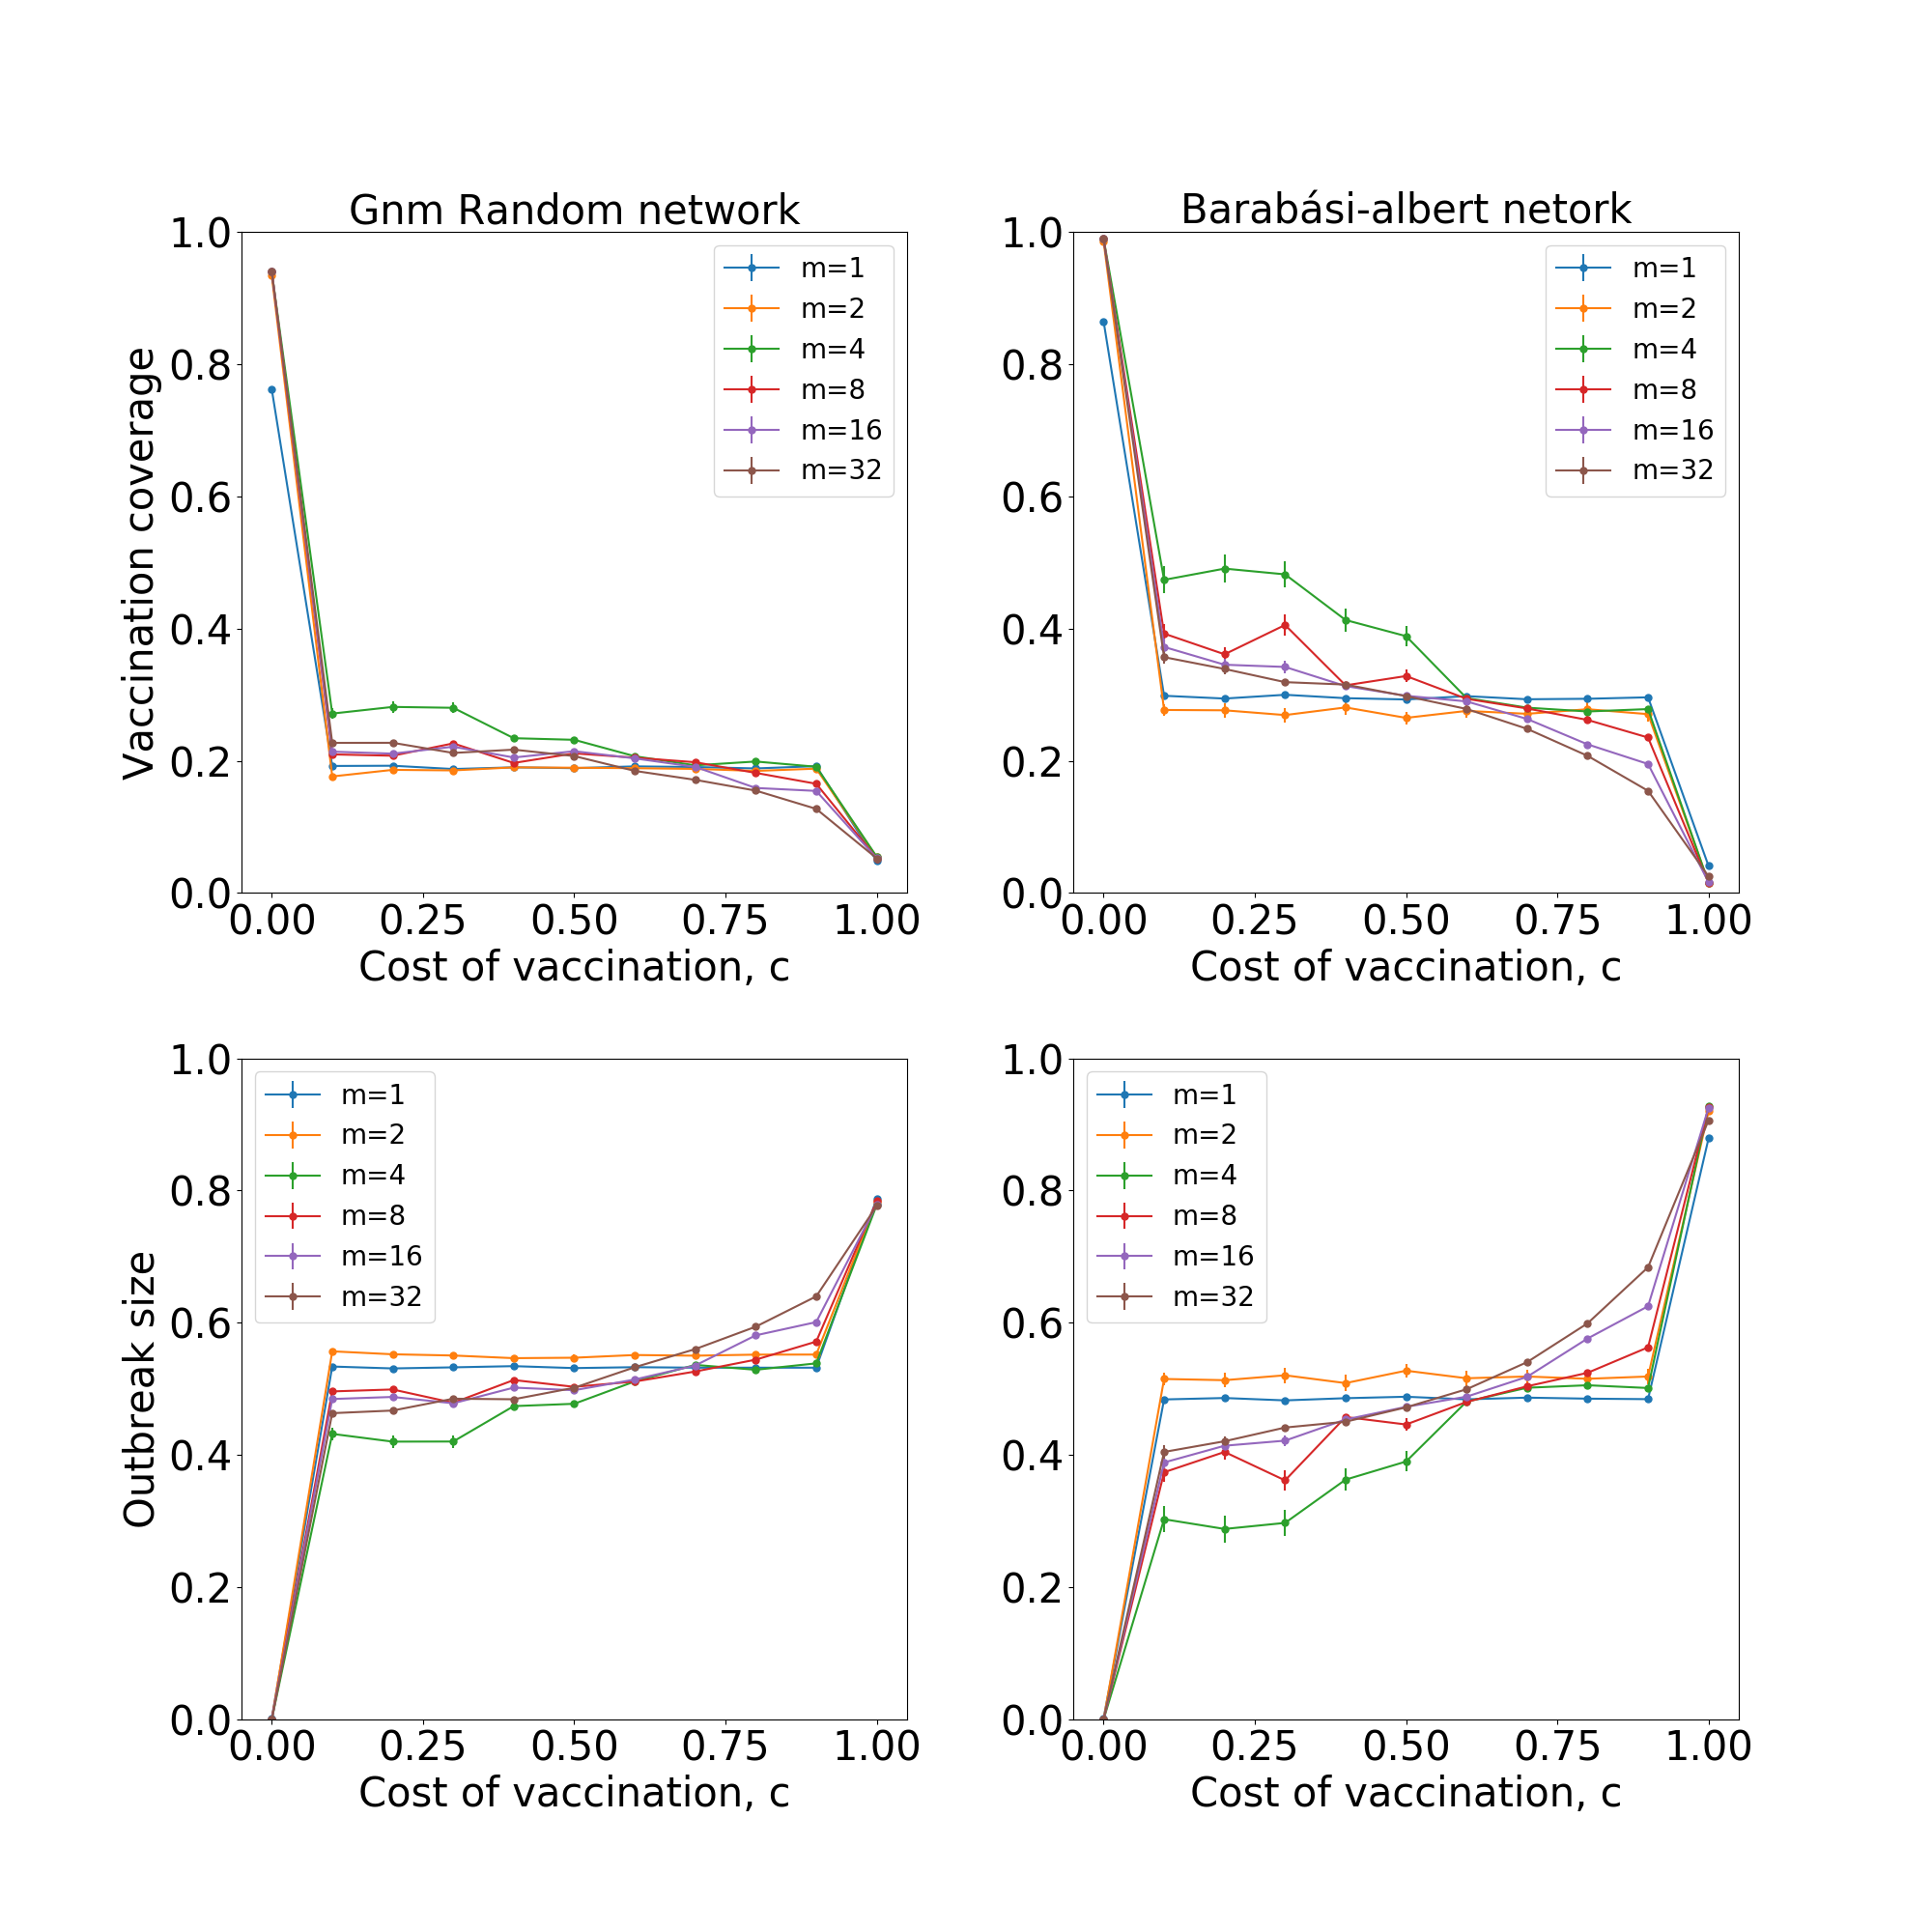 Gnm Random network
Vaccination coverage
1.0
0.8
0.6
0.4
0.2
0.0
m=1
m=2
m=4
m=8
m=16
m=32
0.00 0.25 0.50 0.75 1.00
Cost of vaccination, c
Barabási-albert netork
1.0
0.8
0.6
0.4
0.2
0.0
m=1
m=2
m=4
m=8
m=16
m=32
0.00 0.25 0.50 0.75 1.00
Cost of vaccination, c
Outbreak size
1.0
0.8
0.6
0.4
0.2
0.0
m=1
m=2
m=4
m=8
m=16
m=32
0.00 0.25 0.50 0.75 1.00
Cost of vaccination, c
1.0
0.8
0.6
0.4
0.2
0.0
m=1
m=2
m=4
m=8
m=16
m=32
0.00 0.25 0.50 0.75 1.00
Cost of vaccination, c